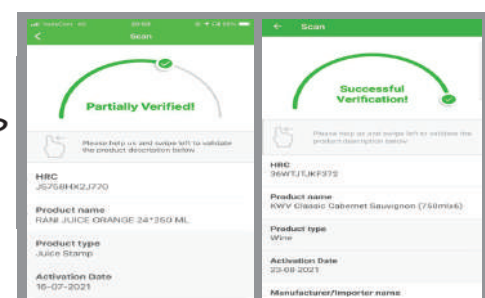 Scan
Partially Verified!
Please help us and swipe left to validate
the product description below
HRC
Product name
RANI JUICE ORANGE 24*250 ML
Product type
Juice Stamp
Activation Date
16-07-2021
Scan
Successful
Verification!
Please help us and swipe left to validate the
product description below
HRC
Product name
KWV Classic Cabernet Sauvignon (750mlx6)
Product type
Wine
Activation Date
23-08-2021
Manufacturer/Importer name